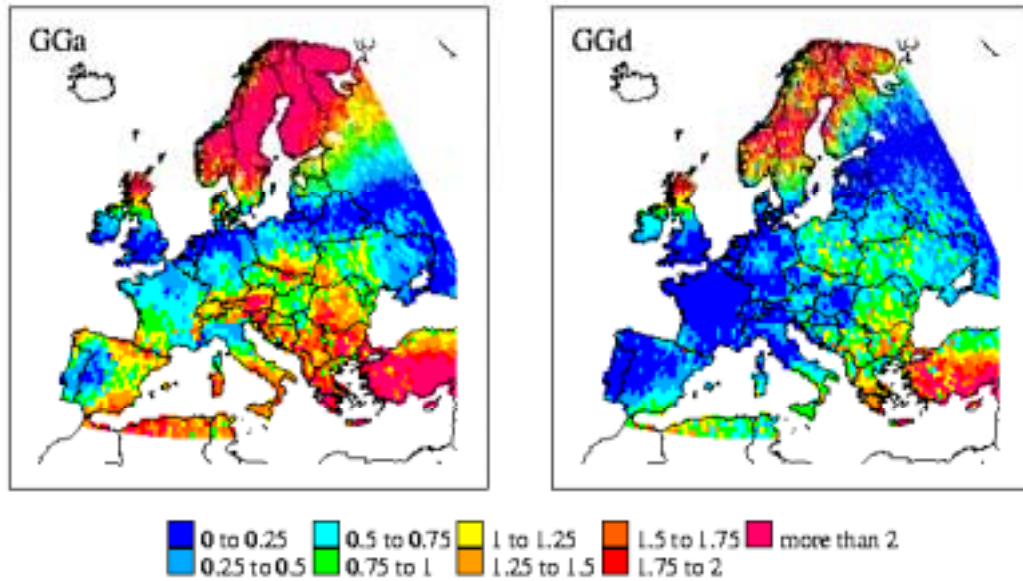 GGa
GGd
0 to 0.25
0.5 to 0.75
1 to 1.25
1.5 to 1.75
more than 2
0.25 to 0.5
0.75 to 1
1.25 to 1.5
1.75 to 2